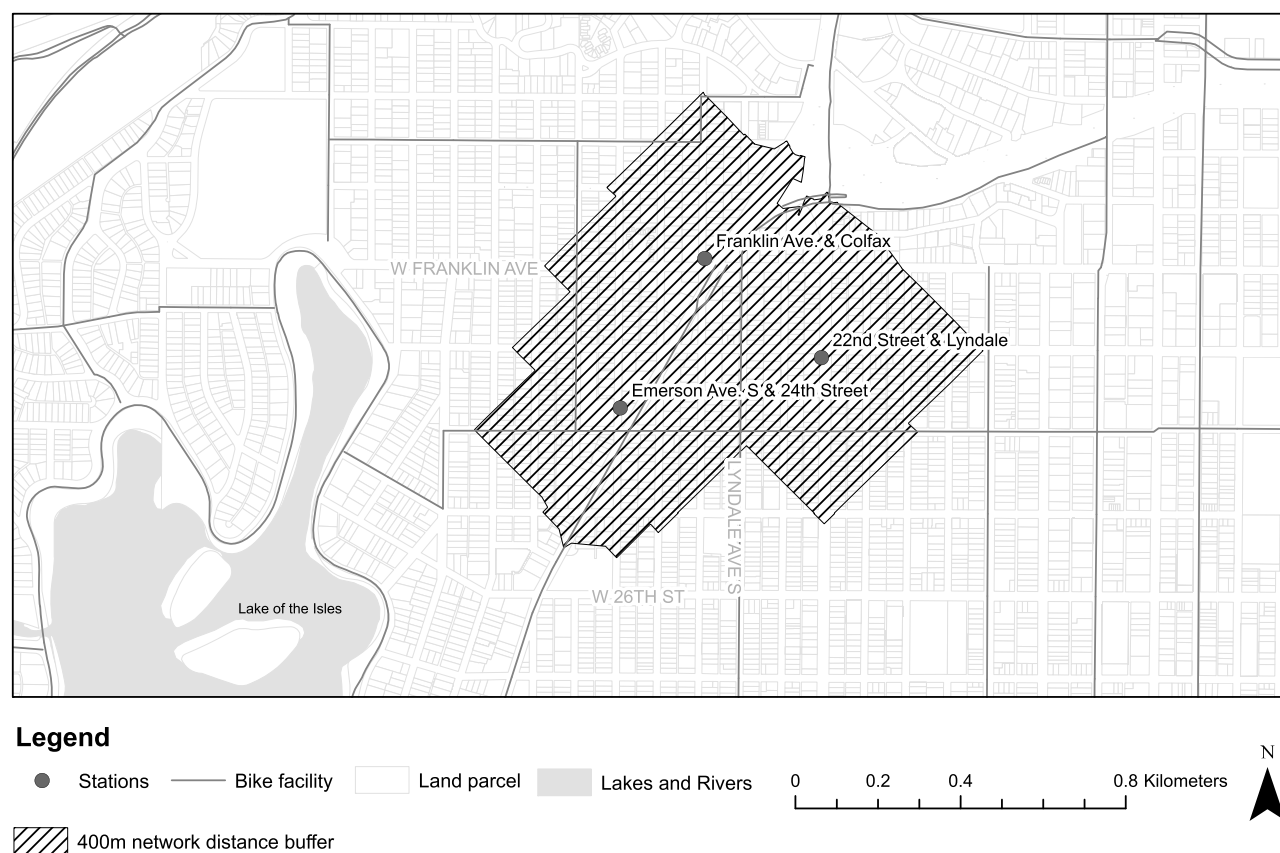 Franklin Ave. & Colfax
W FRANKLIN AVE
22nd Street & Lyndale
Emerson Ave. S & 24th Street
LYNDALE AVE S
W 26TH ST
Lake of the Isles
Legend
N
Stations
Bike facility
Land parcel
Lakes and Rivers
0 0.2 0.4 0.8 Kilometers
400m network distance buffer